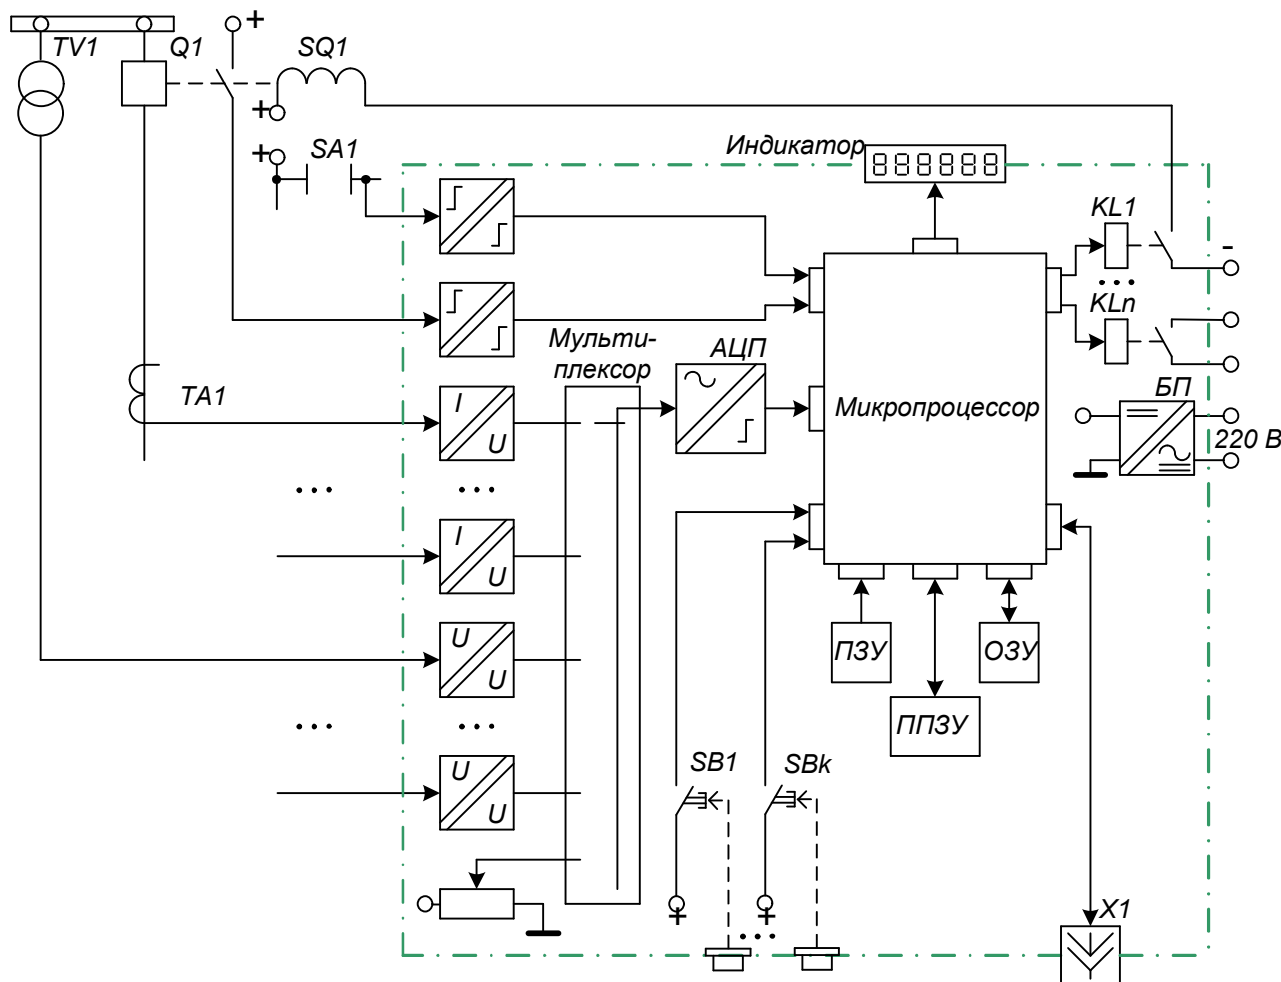 TV1
Q1
+
SQ1
+
+
SA1
Индикатор
888888
KL1
-
...
KLn
Мульти-
плексор
АЦП
TA1
I
U
Микропроцессор
БП
220 В
...
...
I
U
U
U
ПЗУ
ОЗУ
ППЗУ
...
...
SB1
SBk
U
U
+
+
...
X1